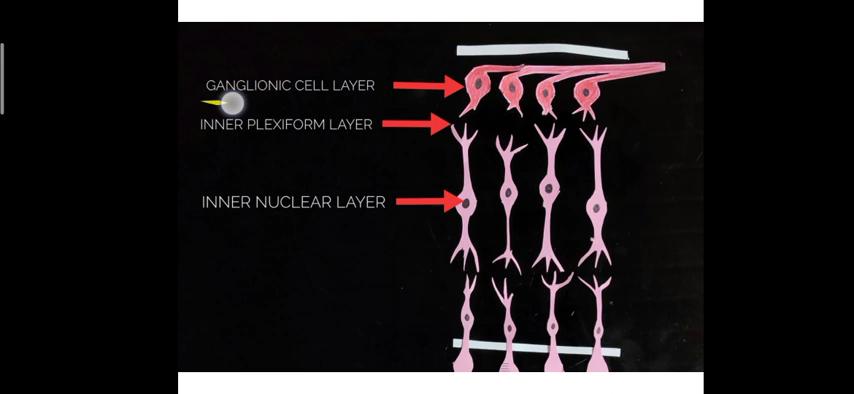 GANGLIONIC CELL LAYER
INNER PLEXIFORM LAYER
INNER NUCLEAR LAYER